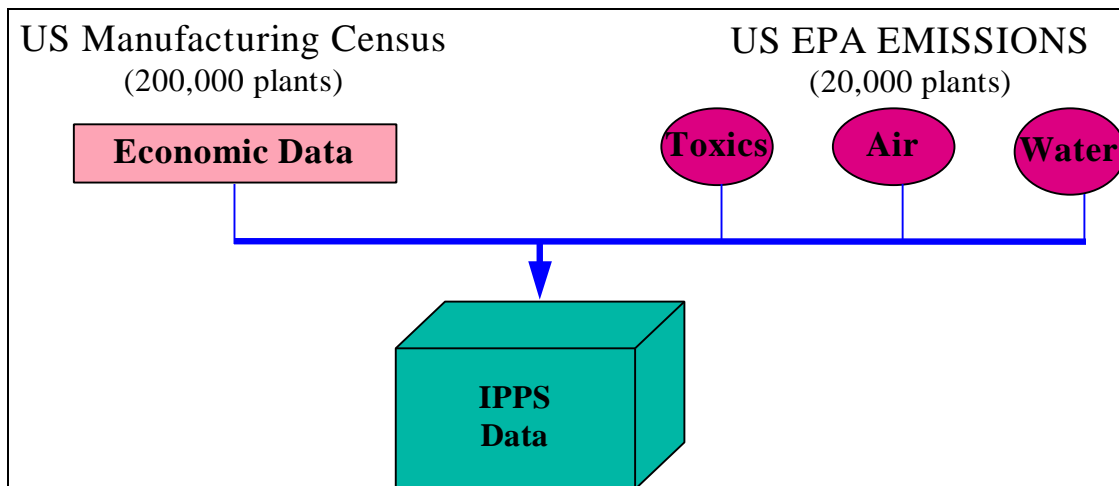 US Manufacturing Census
(200,000 plants)
US EPA EMISSIONS
(20,000 plants)
Economic Data
Toxics
Air
Water
IPPS
Data